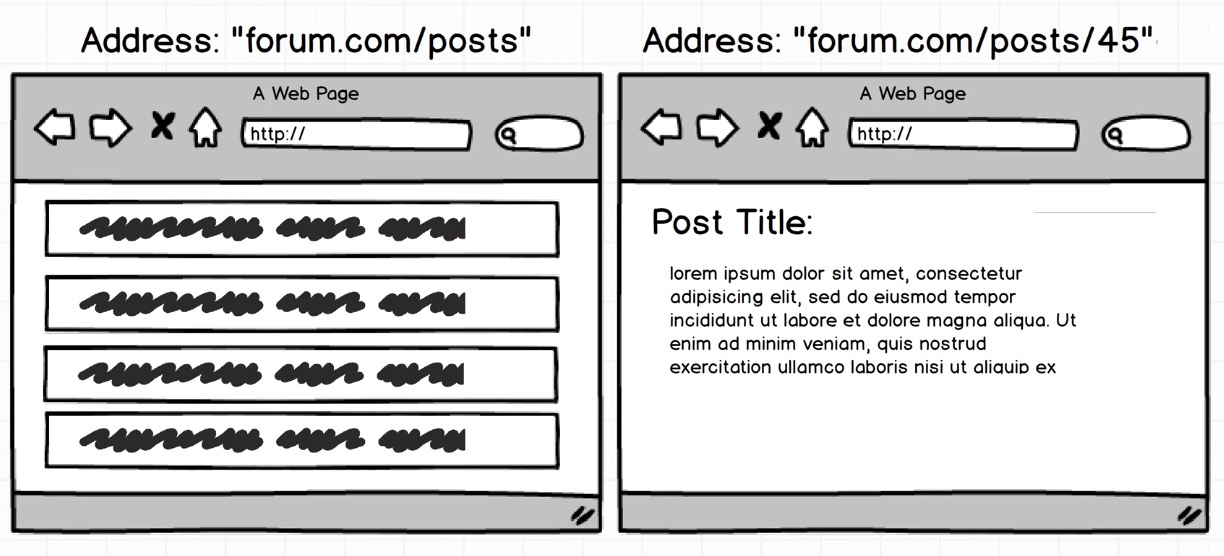 Address: "forum.com/posts"
A Web Page
http://
Address: "forum.com/posts/45"
A Web Page
http://
Post Title:
lorem ipsum dolor sit amet, consectetur
adipisicing elit, sed do eiusmod tempor
incididunt ut labore et dolore magna aliqua. Ut
enim ad minim veniam, quis nostrud
exercitation ullamco laboris nisi ut aliquip ex